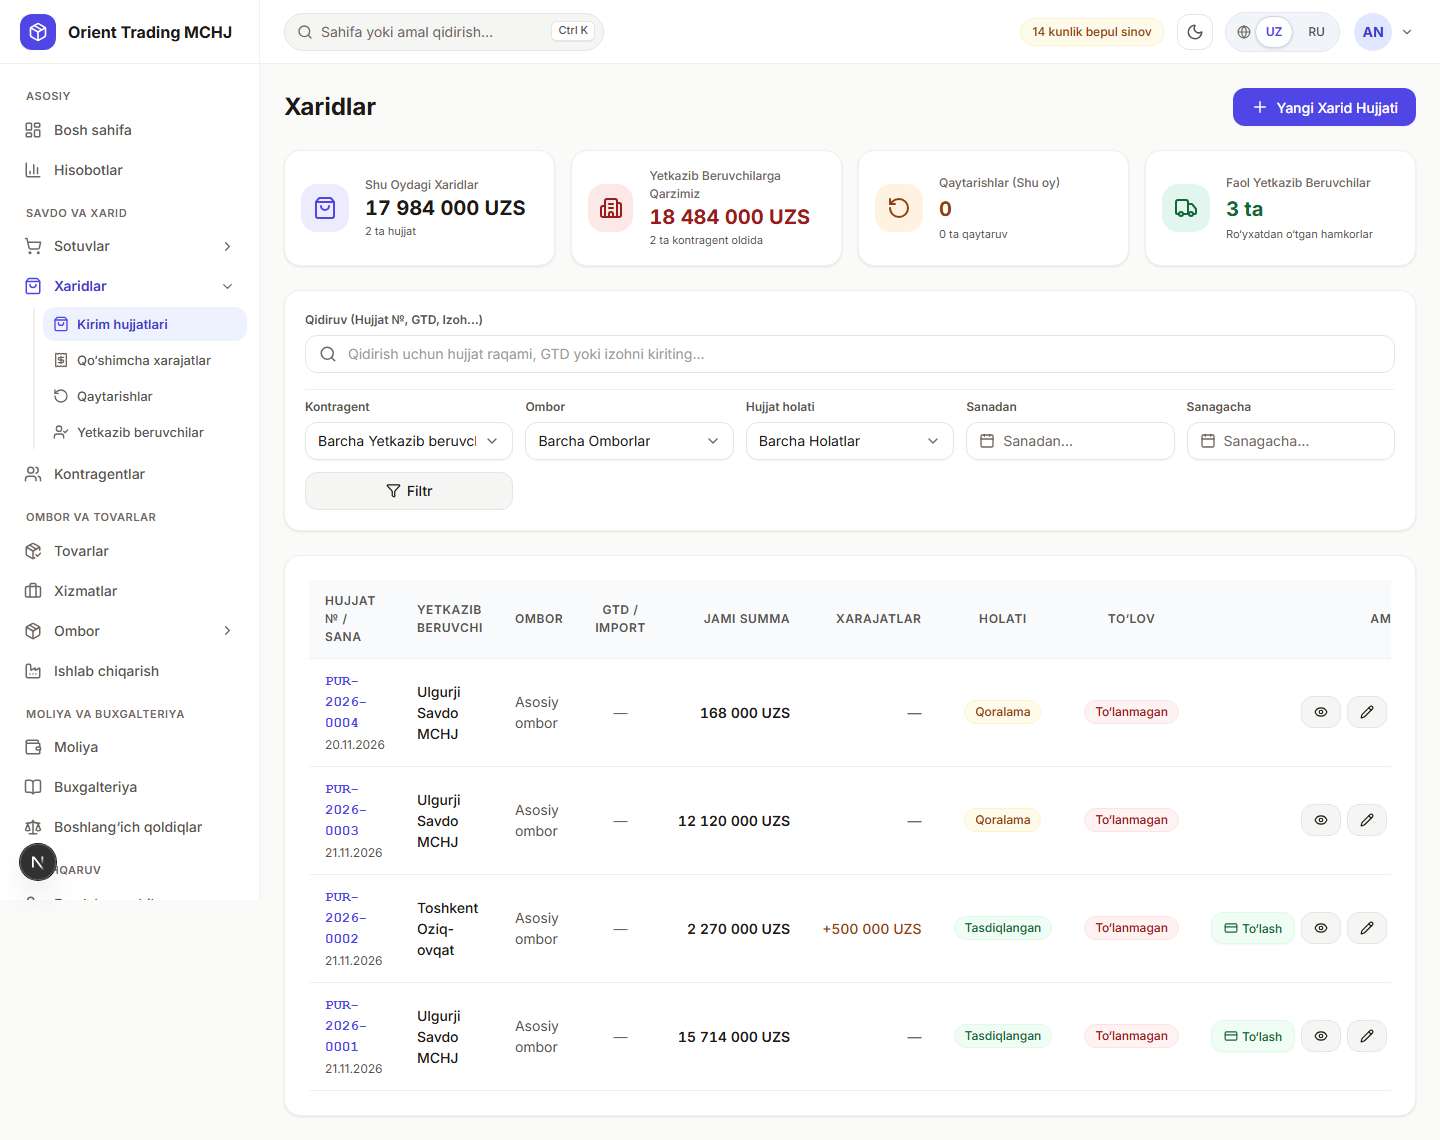 Orient Trading MCHJ
Sahifa yoki amal qidirish...
Ctrl K
14 kunlik bepul sinov
UZ
RU
AN
ASOSIY
Bosh sahifa
Hisobotlar
SAVDO VA XARID
Sotuvlar
Xaridlar
Kirim hujjatlari
Qo‘shimcha xarajatlar
Qaytarishlar
Yetkazib beruvchilar
Kontragentlar
OMBOR VA TOVARLAR
Tovarlar
Xizmatlar
Ombor
Ishlab chiqarish
MOLIYA VA BUXGALTERIYA
Moliya
Buxgalteriya
Boshlang‘ich qoldiqlar
N
QARUV
Xaridlar
Yangi Xarid Hujjati
Shu Oydagi Xaridlar
17 984 000 UZS
2 ta hujjat
Yetkazib Beruvchilarga
Qarzimiz
18 484 000 UZS
2 ta kontragent oldida
Qaytarishlar (Shu oy)
0
0 ta qaytaruv
Faol Yetkazib Beruvchilar
3 ta
Ro‘yxatdan o‘tgan hamkorlar
Qidiruv (Hujjat №, GTD, Izoh...)
Qidirish uchun hujjat raqami, GTD yoki izohni kiriting...
Kontragent
Ombor
Hujjat holati
Sanadan
Sanagacha
Barcha Yetkazib beruvcl
Barcha Omborlar
Barcha Holatlar
Sanadan...
Sanagacha...
Filtr
HUJJAT
№ /
SANA
YETKAZIB
BERUVCHI
OMBOR
GTD /
IMPORT
JAMI SUMMA
XARAJATLAR
HOLATI
TO‘LOV
AM
PUR-
2026-
0004
20.11.2026
Ulgurji
Savdo
MCHJ
Asosiy
ombor
—
168 000 UZS
—
Qoralama
To‘lanmagan
PUR-
2026-
0003
21.11.2026
Ulgurji
Savdo
MCHJ
Asosiy
ombor
—
12 120 000 UZS
—
Qoralama
To‘lanmagan
PUR-
2026-
0002
21.11.2026
Toshkent
Oziq-
ovqat
Asosiy
ombor
—
2 270 000 UZS
+500 000 UZS
Tasdiqlangan
To‘lanmagan
To‘lash
PUR-
2026-
0001
21.11.2026
Ulgurji
Savdo
MCHJ
Asosiy
ombor
—
15 714 000 UZS
—
Tasdiqlangan
To‘lanmagan
To‘lash